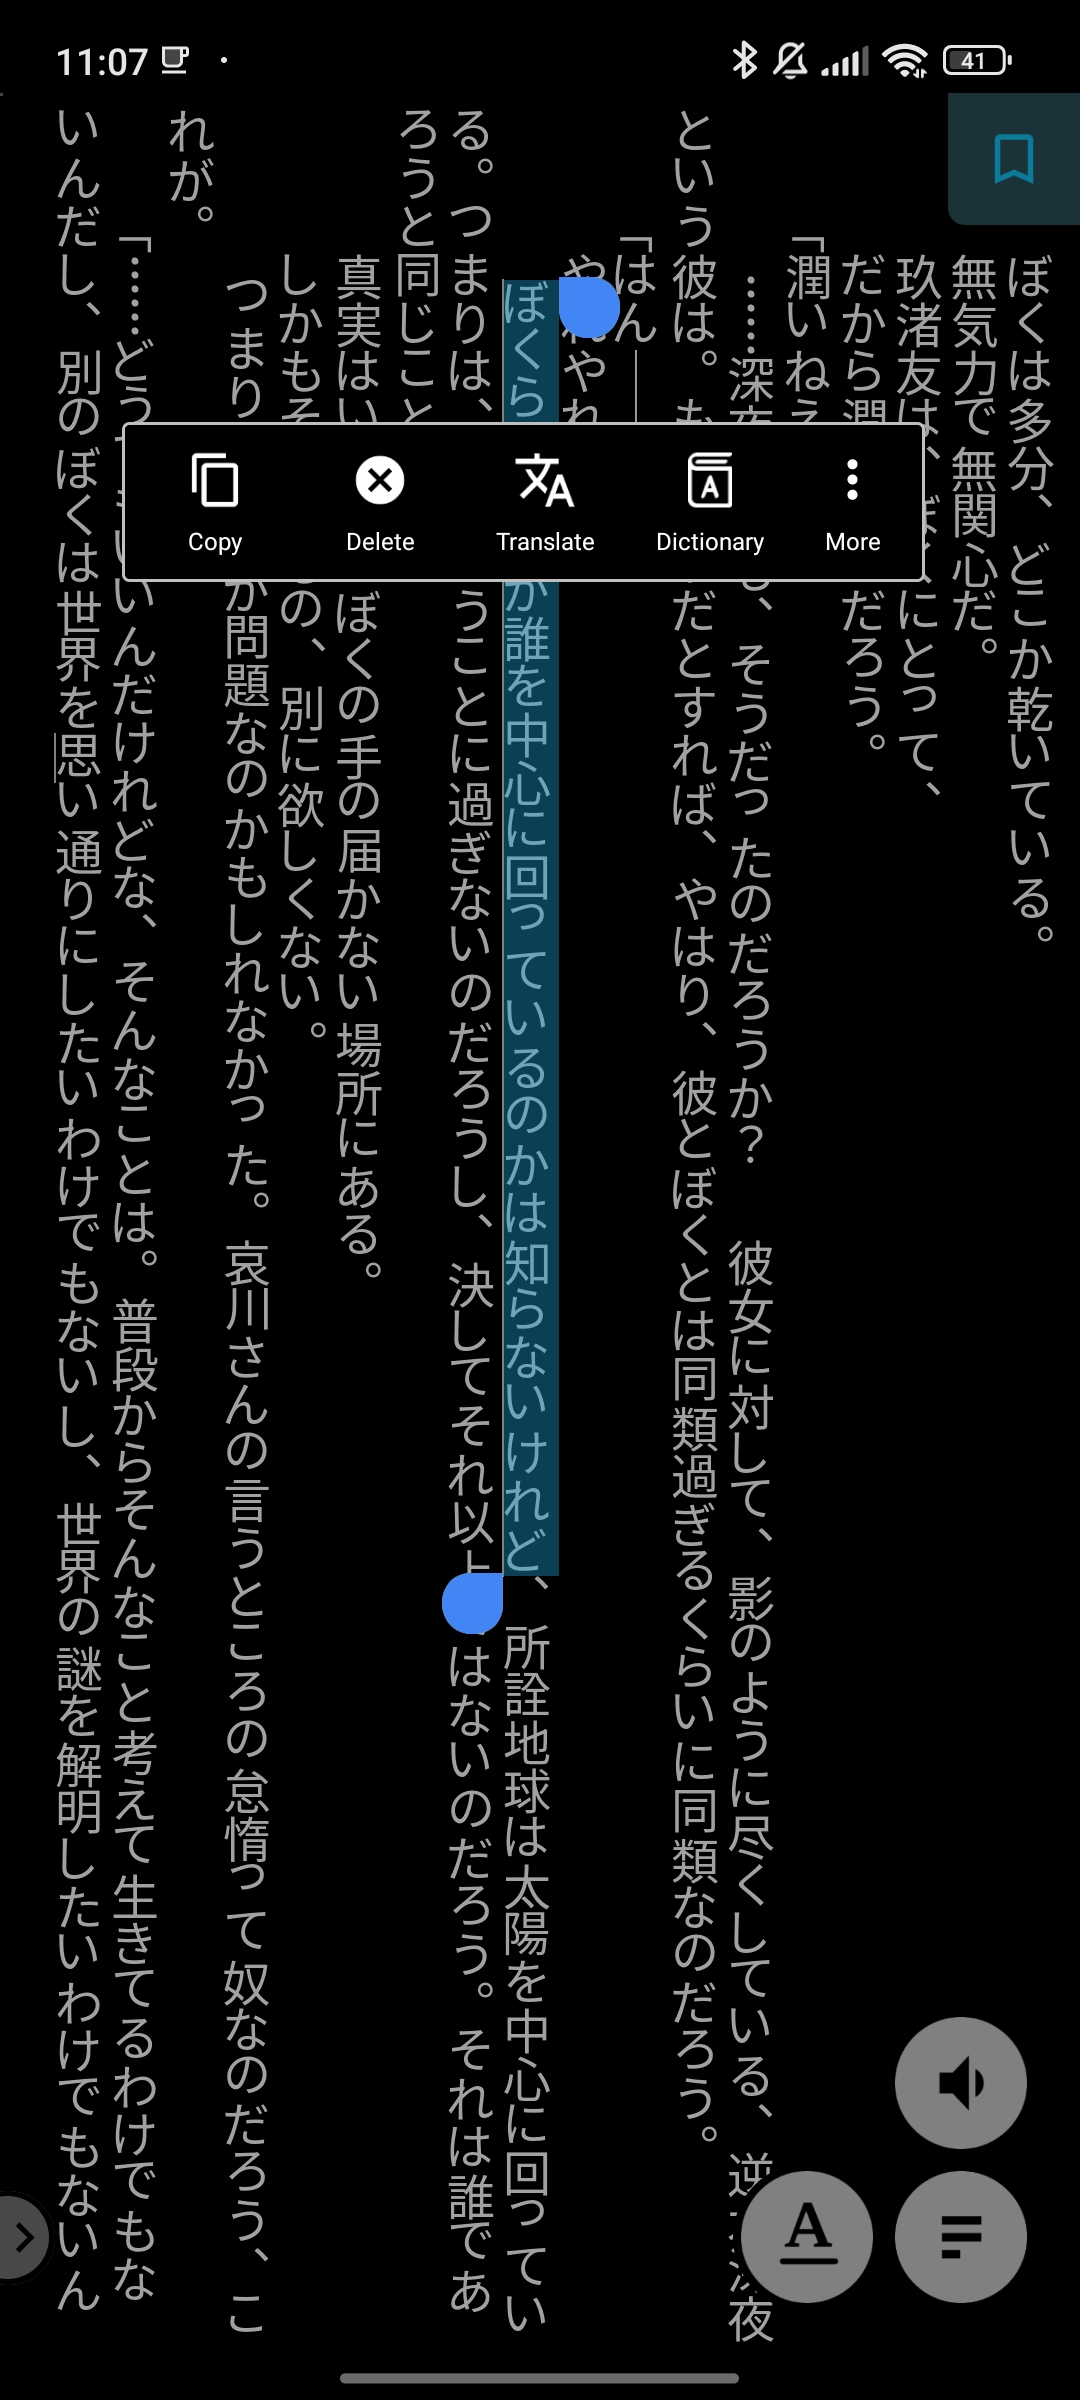 11:07
41
ぼくは多分、どこか乾いている。
無気力で無関心だ。
玖渚友は、ぼくにとって、
だから潤 だろう。
「潤いねえ
……深夜 も、そうだったのだろうか? 彼女に対して、影のように尽くしている、逆 深夜
という彼は。も だとすれば、やはり、彼とぼくとは同類過ぎるくらいに同類なのだろう。
「はん―
やれやれ
ぼくら が誰を中心に回っているのかは知らないけれど、所詮地球は太陽を中心に回ってい
る。つまりは、 うことに過ぎないのだろうし、決してそれ以上 はないのだろう。それは誰であ
ろうと同じこと
真実はい ぼくの手の届かない場所にある。
しかもそ の、別に欲しくない。
つまり が問題なのかもしれなかった。哀川さんの言うところの怠惰って奴なのだろう、こ
れが。
「……どう いいんだけれどな、そんなことは。普段からそんなこと考えて生きてるわけでもな
いんだし、別のぼくは世界を思い通りにしたいわけでもないし、世界の謎を解明したいわけでもないん
Copy
Delete
Translate
Dictionary
More
A